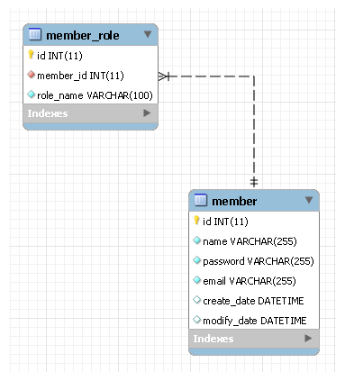 member_role
id INT(11)
member_id INT(11)
role_name VARCHAR(100)
Indexes
member
id INT(11)
name VARCHAR(255)
password VARCHAR(255)
email VARCHAR(255)
create_date DATETIME
modify_date DATETIME
Indexes